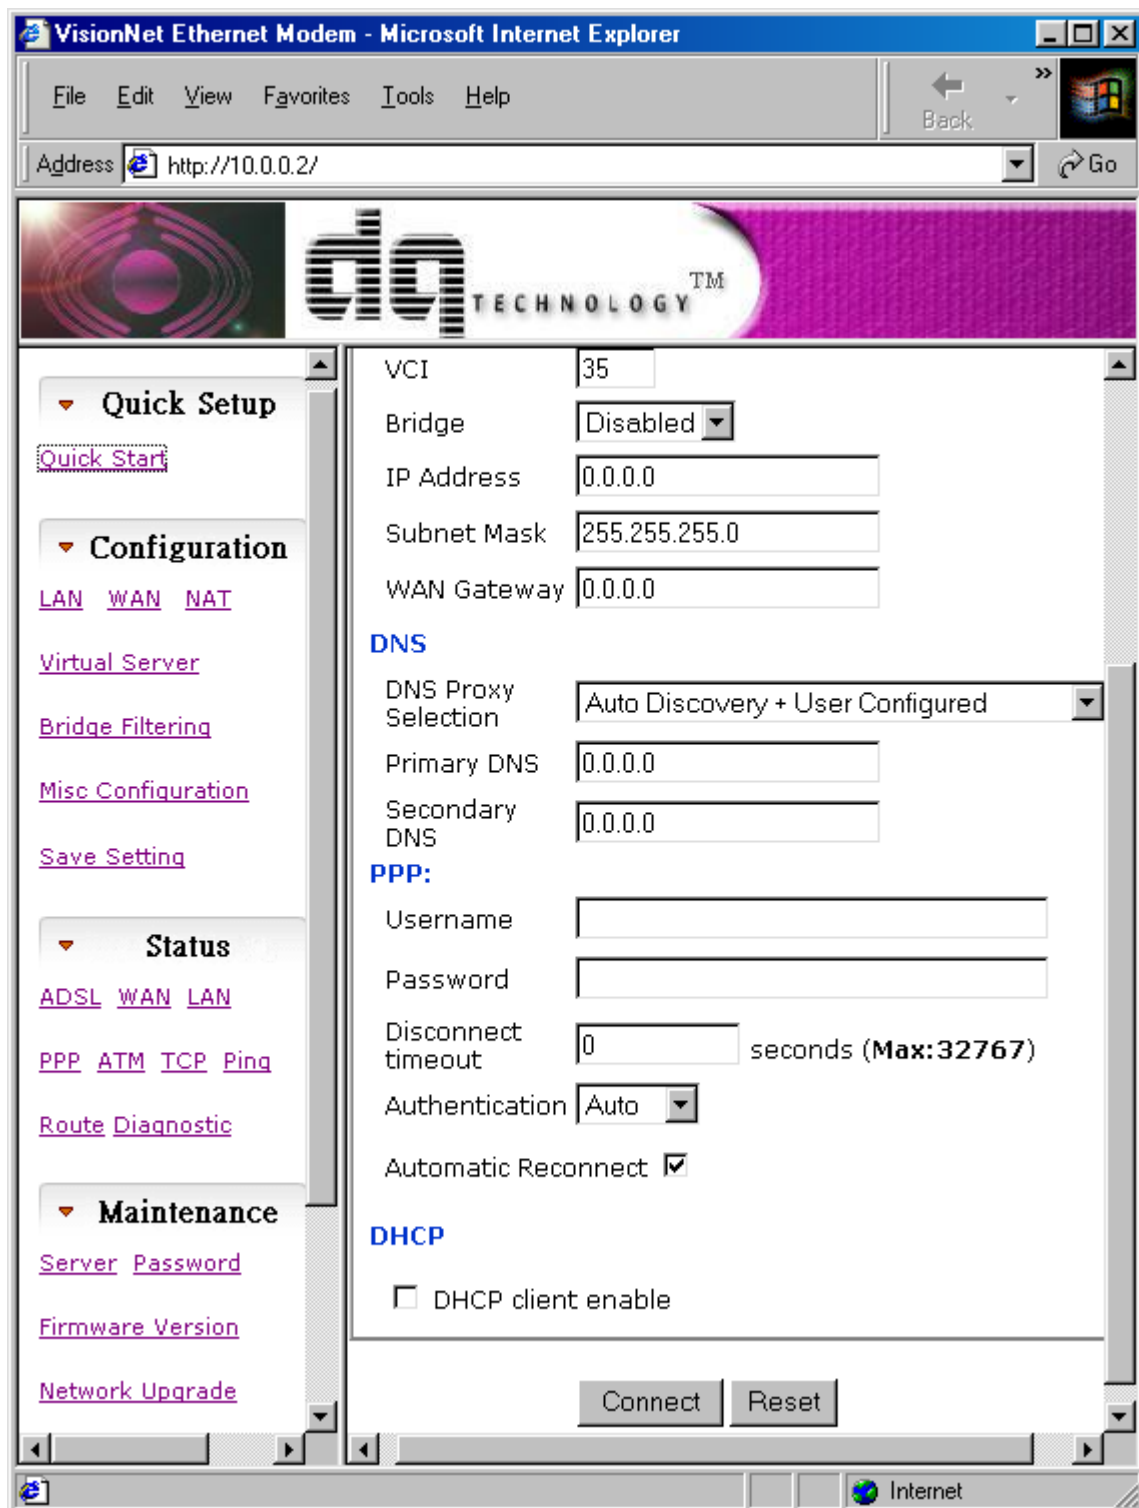 VisionNet Ethernet Modem - Microsoft Internet Explorer
File Edit View Favorites Tools Help
Back
»
Address http://10.0.0.2/ Go
dq TECHNOLOGY TM
Quick Setup
Quick Start
Configuration
LAN WAN NAT
Virtual Server
Bridge Filtering
Misc Configuration
Save Setting
Status
ADSL WAN LAN
PPP ATM TCP Ping
Route Diagnostic
Maintenance
Server Password
Firmware Version
Network Upgrade
VCI 35
Bridge Disabled
IP Address 0.0.0.0
Subnet Mask 255.255.255.0
WAN Gateway 0.0.0.0
DNS
DNS Proxy
Selection Auto Discovery + User Configured
Primary DNS 0.0.0.0
Secondary
DNS 0.0.0.0
PPP:
Username
Password
Disconnect
timeout 0 seconds (Max:32767)
Authentication Auto
Automatic Reconnect
DHCP
DHCP client enable
Connect Reset
Internet